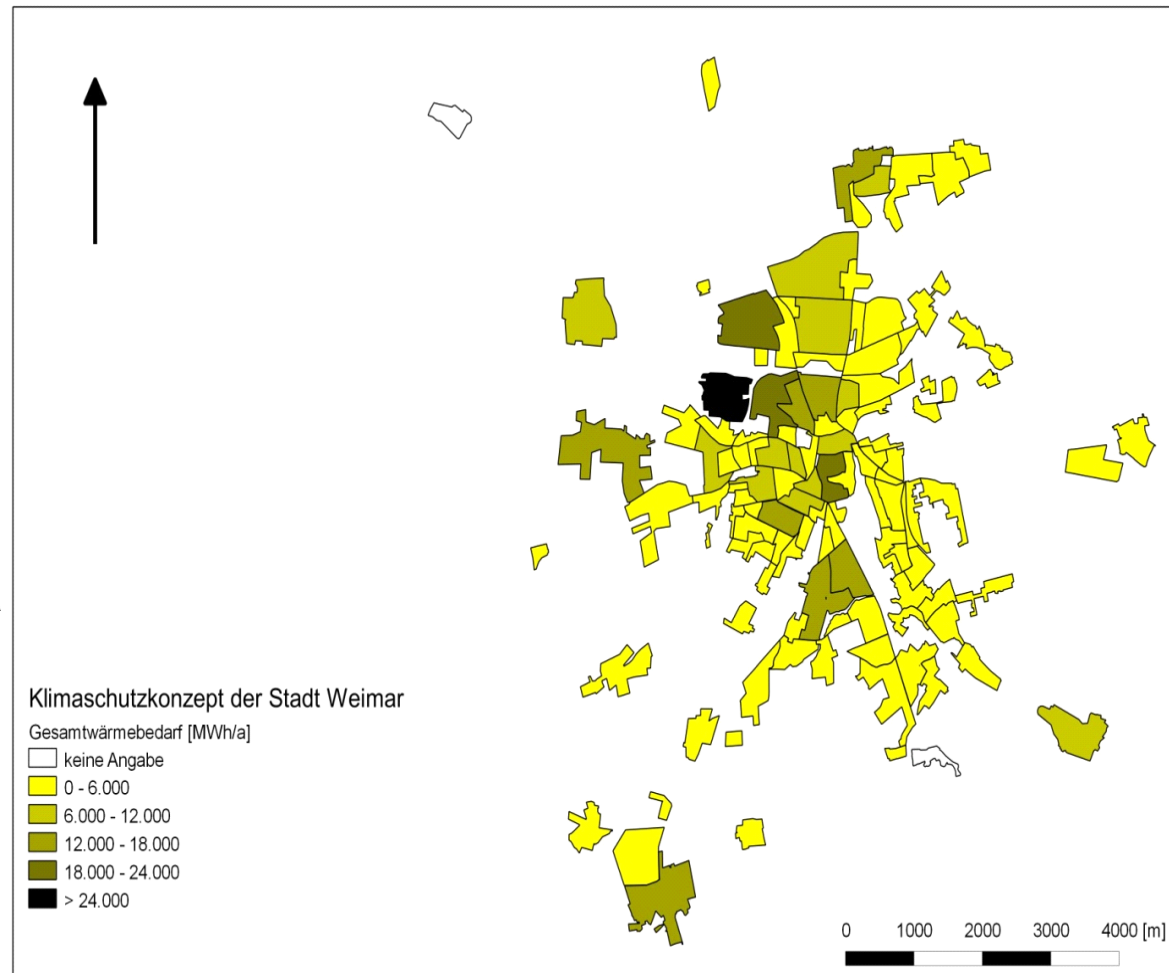 Klimaschutzkonzept der Stadt Weimar
Gesamtwärmebedarf [MWh/a]
keine Angabe
0 - 6.000
6.000 - 12.000
12.000 - 18.000
18.000 - 24.000
> 24.000
0 1000 2000 3000 4000 [m]